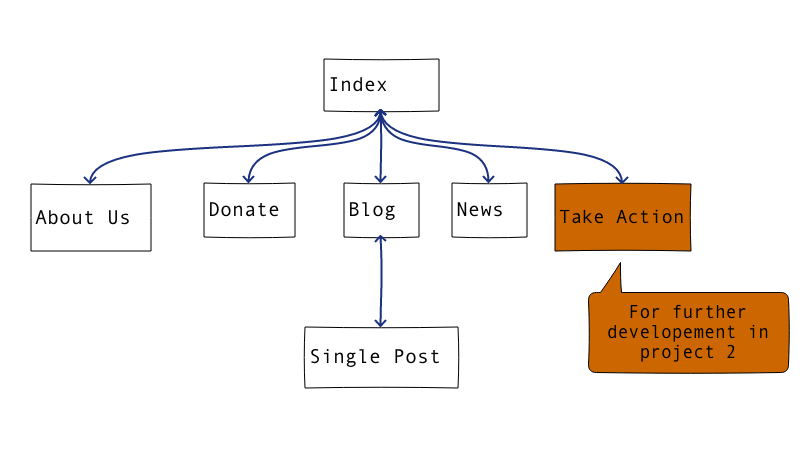 Index
About Us
Donate
Blog
News
Take Action
For further
developement in
project 2
Single Post